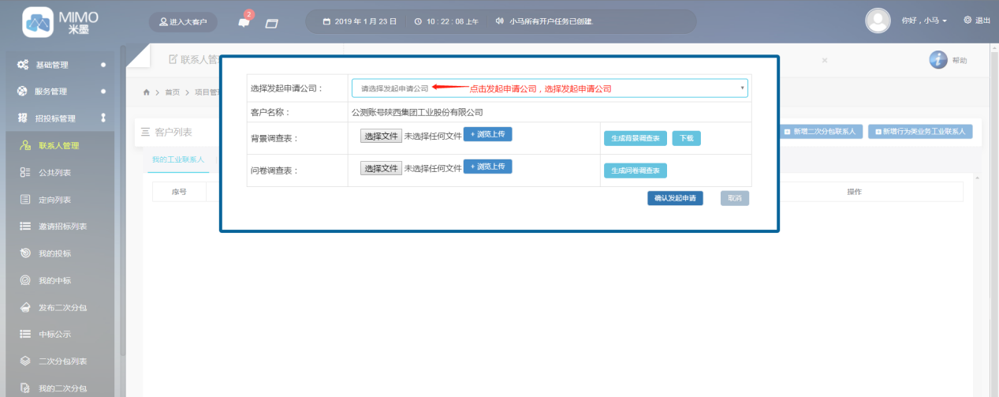 MIMO
米墨
进入大客户
2
2019 年 1 月 23 日
10 : 22 : 08 上午
小马所有开户任务已创建
你好，小马
退出
基础管理
服务管理
招投标管理
联系人管理
公共列表
定向列表
邀请招标列表
我的投标
我的中标
发布二次分包
中标公示
二次分包列表
我的二次分包
联系人管
帮助
首页 > 项目管
客户列表
新增二次分包联系人
新增行为类业务工业联系人
我的工业联系人
序号
操作
选择发起申请公司：
请选择发起申请公司
点击发起申请公司，选择发起申请公司
客户名称：
公测账号陕西集团工业股份有限公司
背景调查表：
选择文件 未选择任何文件
+ 浏览上传
生成背景调查表
下载
问卷调查表：
选择文件 未选择任何文件
+ 浏览上传
生成问卷调查表
确认发起申请
取消